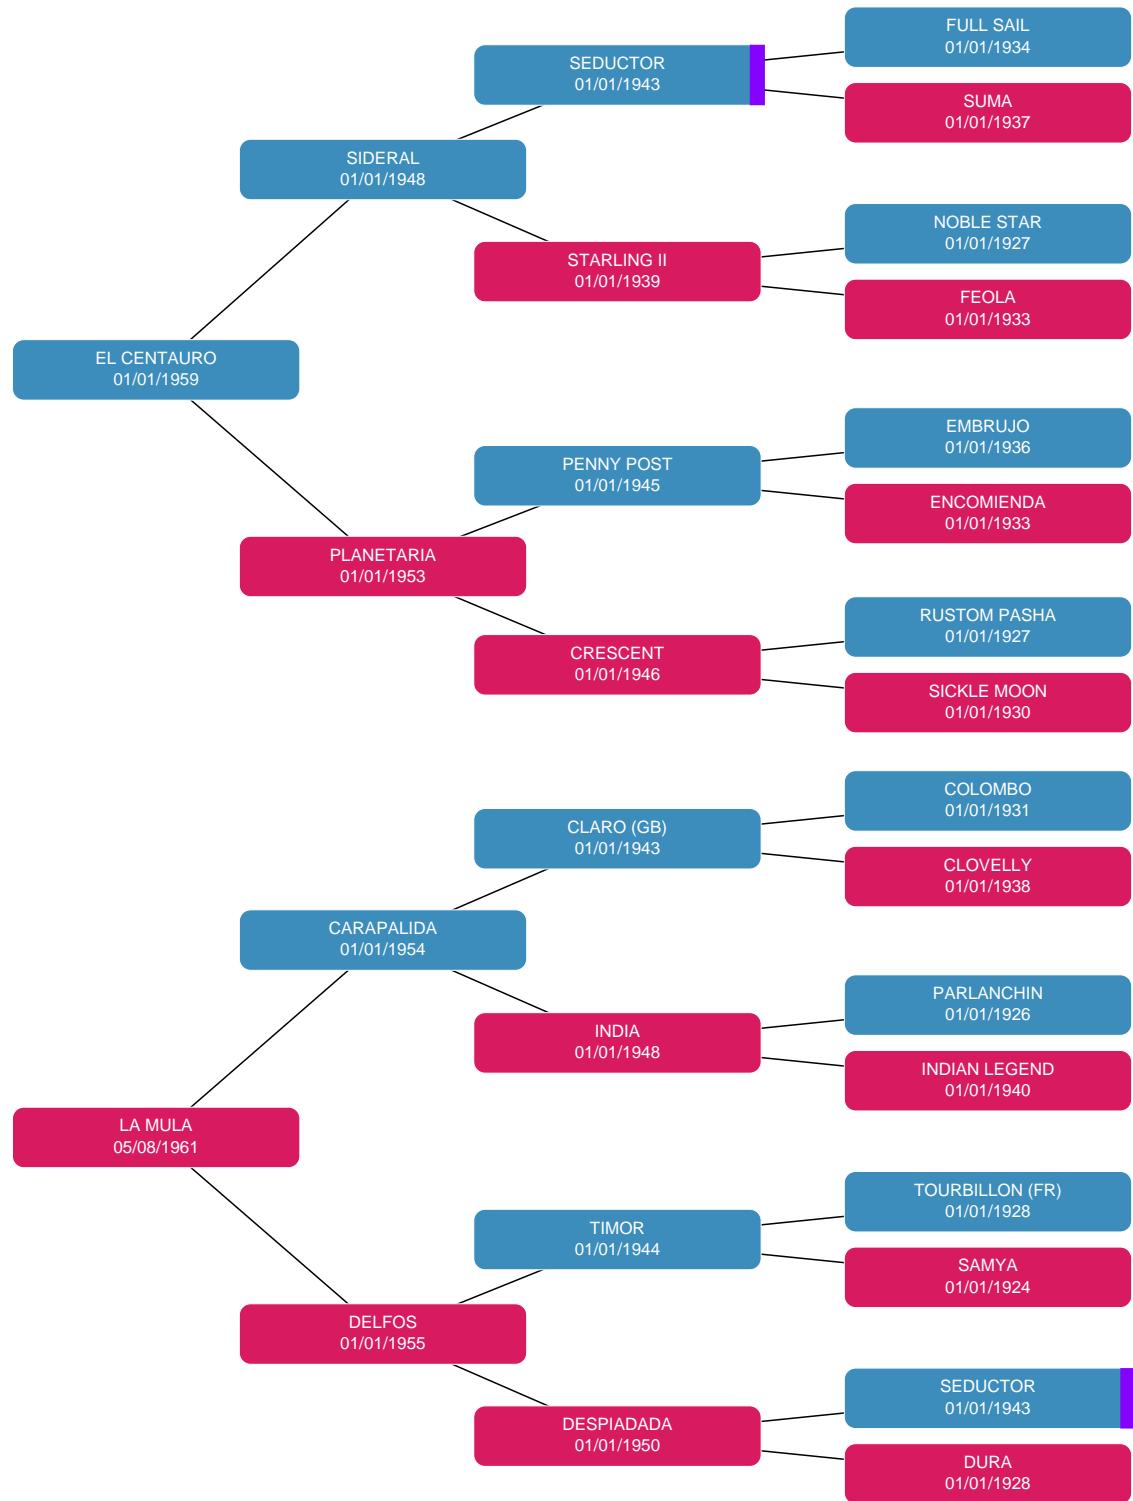 FULL SAIL
01/01/1934
SEDUCTOR
01/01/1943
SUMA
01/01/1937
SIDERAL
01/01/1948
NOBLE STAR
01/01/1927
STARLING II
01/01/1939
FEOLA
01/01/1933
EL CENTAURO
01/01/1959
EMBRUJO
01/01/1936
PENNY POST
01/01/1945
ENCOMIENDA
01/01/1933
PLANETARIA
01/01/1953
RUSTOM PASHA
01/01/1927
CRESCENT
01/01/1946
SICKLE MOON
01/01/1930
COLOMBO
01/01/1931
CLARO (GB)
01/01/1943
CLOVELLY
01/01/1938
CARAPALIDA
01/01/1954
PARLANCHIN
01/01/1926
INDIA
01/01/1948
INDIAN LEGEND
01/01/1940
LA MULA
05/08/1961
TOURBILLON (FR)
01/01/1928
TIMOR
01/01/1944
SAMYA
01/01/1924
DELFOS
01/01/1955
SEDUCTOR
01/01/1943
DESPIADADA
01/01/1950
DURA
01/01/1928